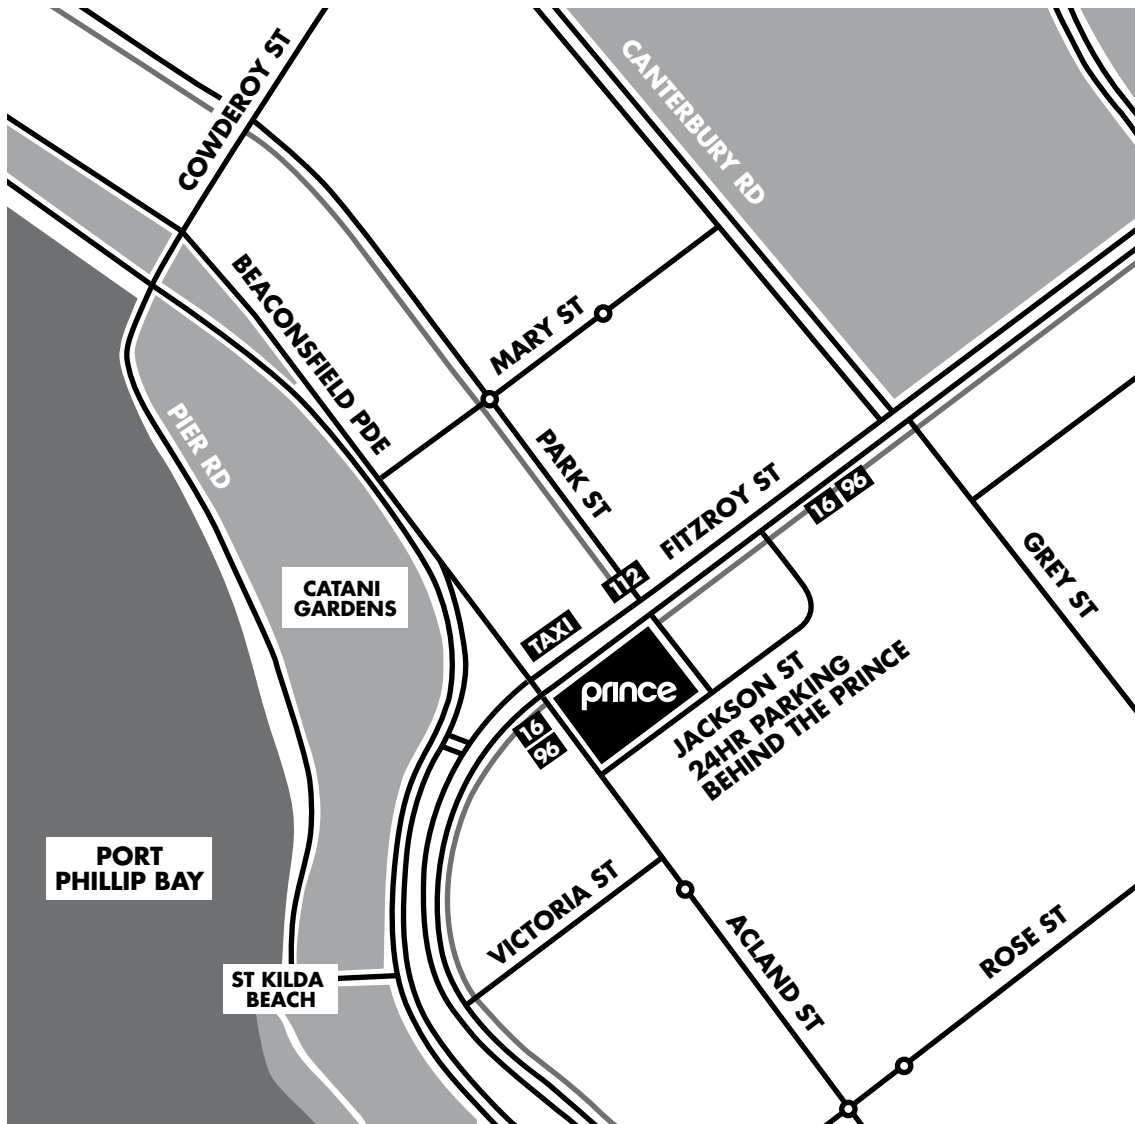 COWDEROY ST
CANTERBURY RD
BEACONSFIELD PDE
MARY ST
PIER RD
PARK ST
FITZROY ST
16 96
GREY ST
112
CATANI
GARDENS
TAXI
prince
16
96
JACKSON ST
24HR PARKING
BEHIND THE PRINCE
PORT
PHILLIP BAY
VICTORIA ST
ACLAND ST
ROSE ST
ST KILDA
BEACH